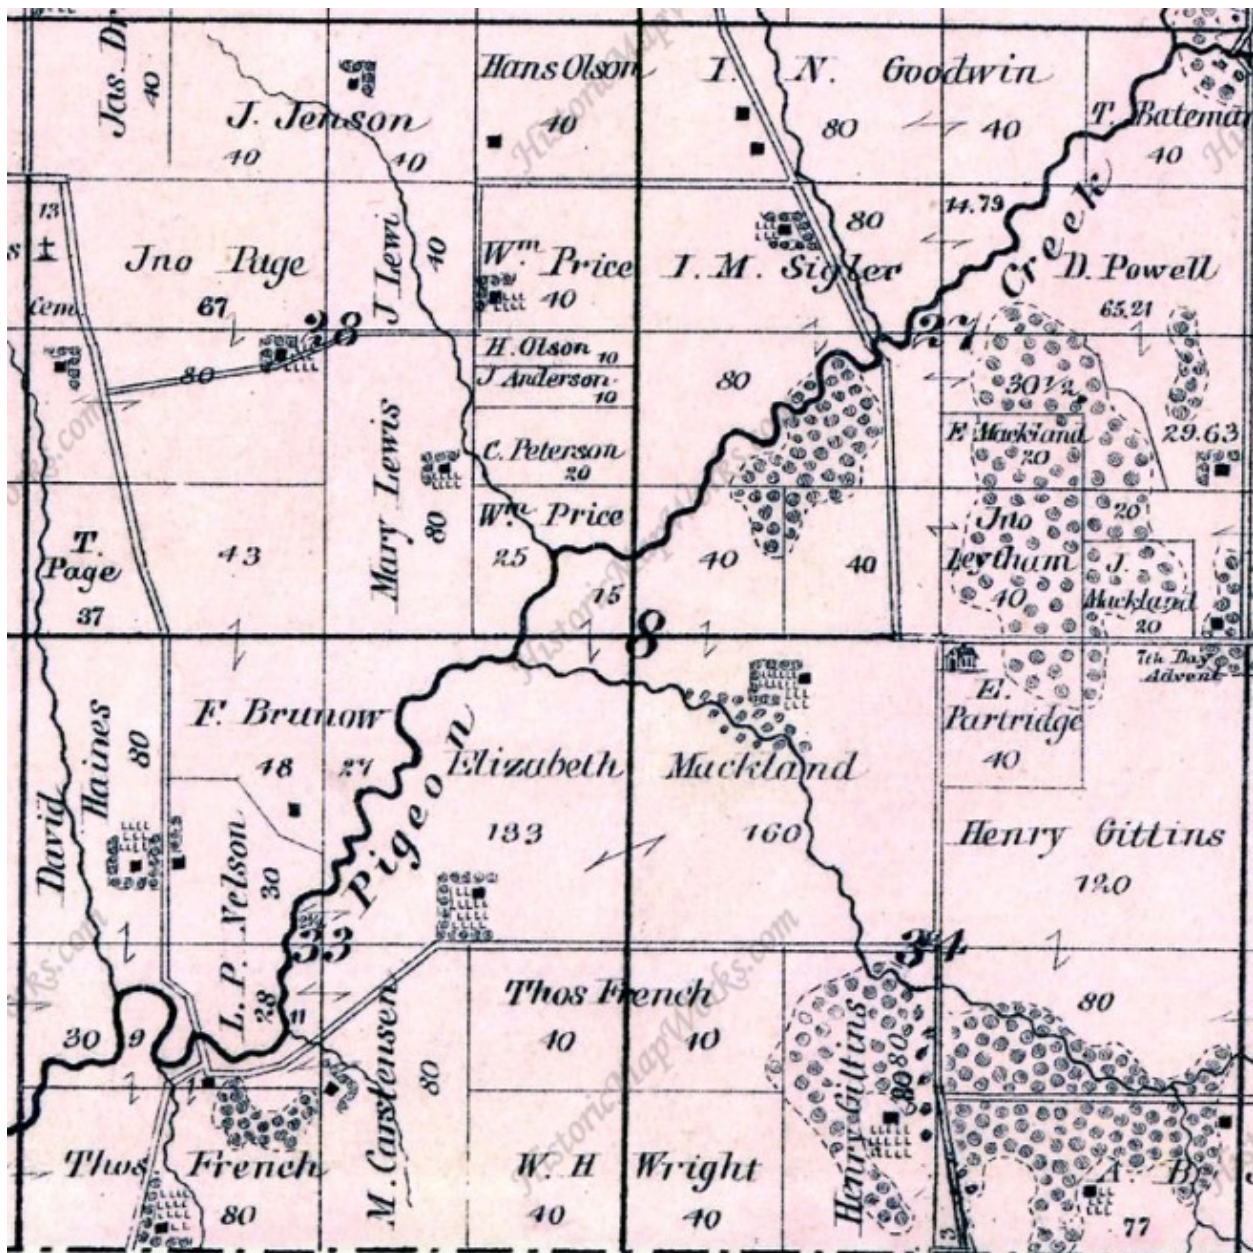 Jas
40
J. Jenson
40
40
Hans Olson
40
I. N. Goodwin
80
40
T. Bateman
40
13
Cem.
Jno Page
67
J Lewi
40
Wm Price
40
I. M. Sigler
80
14.79
Creek
D. Powell
65.21
28
80
H. Olson 10
J. Anderson
10
80
27
30 1/2
C. Peterson
20
F Mackland
20
29.63
Mary Lewis
80
T.
Page
37
43
Wm Price
25
15
40
40
Jno
Leytham
40
20
J.
Mackland
20
8
7th Day
Advent
E.
Partridge
40
David Haines
80
F. Brunow
48
27
Pigeon
Elizabeth Mackland
133
160
Henry Gittins
120
L. P. Nelson
30
28
33
34
11
30
9
M. Carstensen
80
Thos French
40
40
Henry Gittins
80
80
80
Thos French
80
W. H Wright
40
40
A B
77
3
HistoricMapWorks.com